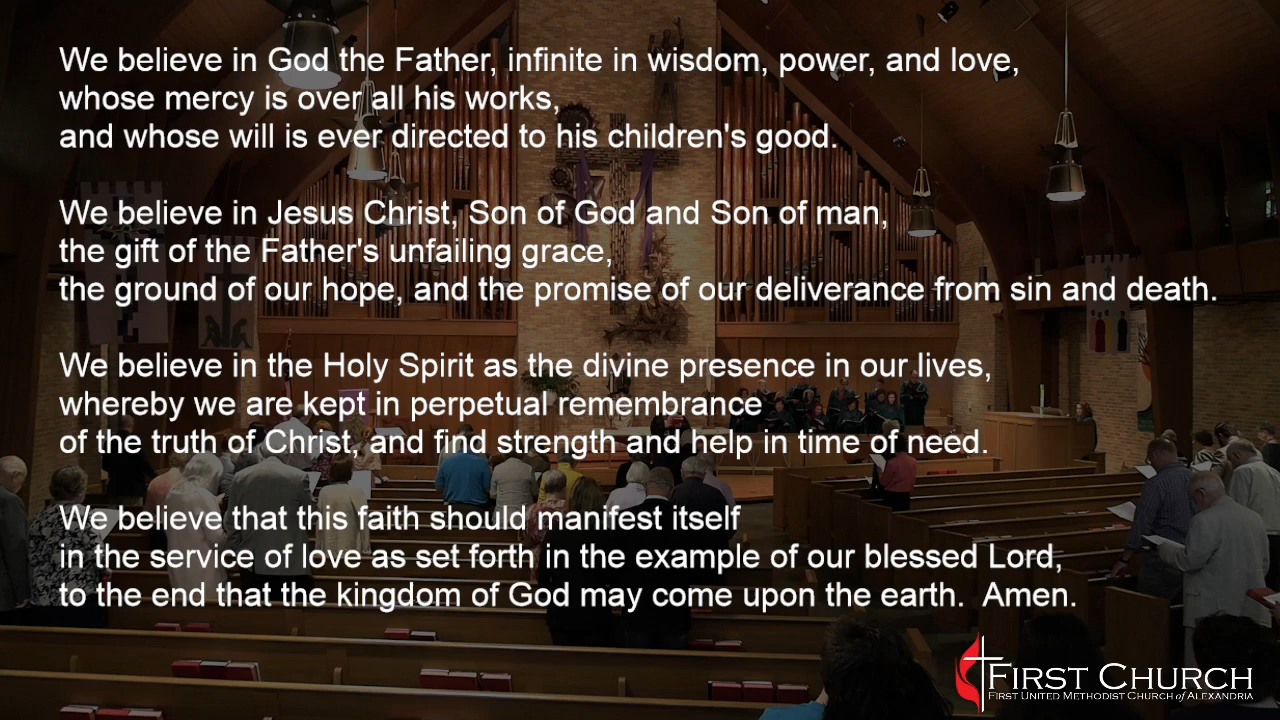 We believe in God the Father, infinite in wisdom, power, and love,
whose mercy is over all his works,
and whose will is ever directed to his children's good.
We believe in Jesus Christ, Son of God and Son of man,
the gift of the Father's unfailing grace,
the ground of our hope, and the promise of our deliverance from sin and death.
We believe in the Holy Spirit as the divine presence in our lives,
whereby we are kept in perpetual remembrance
of the truth of Christ, and find strength and help in time of need.
We believe that this faith should manifest itself
in the service of love as set forth in the example of our blessed Lord,
to the end that the kingdom of God may come upon the earth.  Amen.
FIRST CHURCH
FIRST UNITED METHODIST CHURCH of ALEXANDRIA